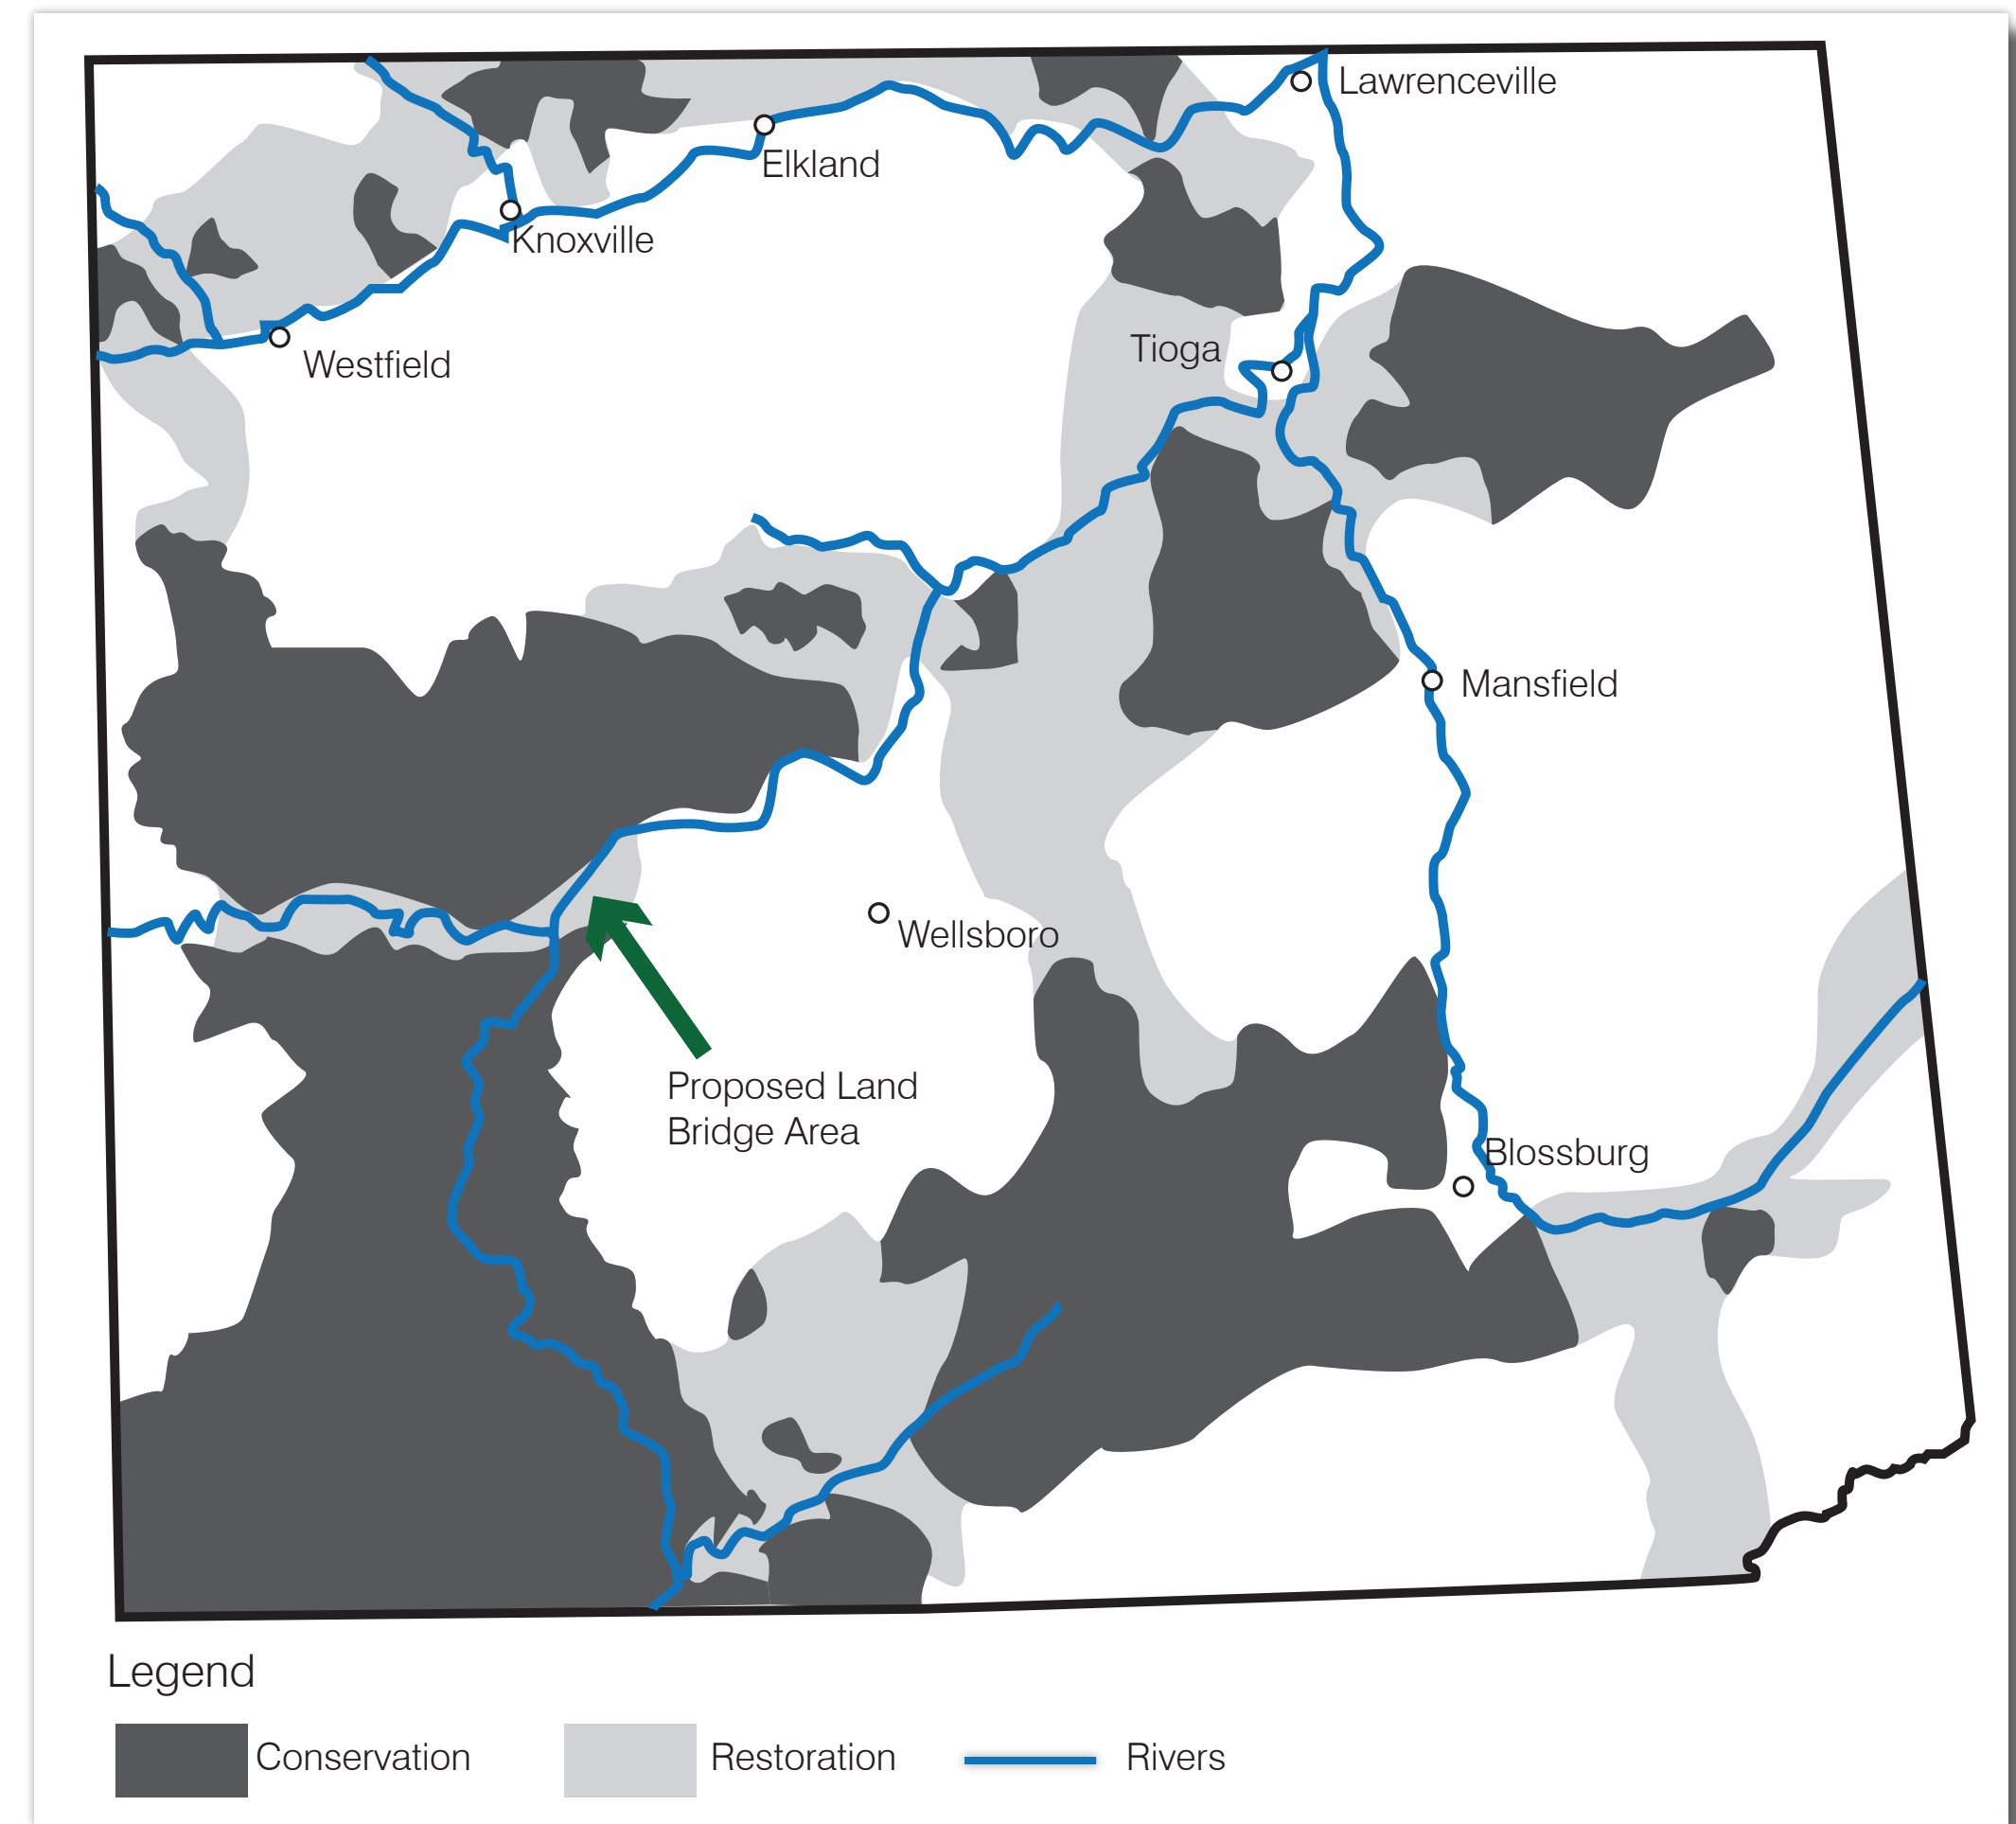 Lawrenceville
Elkland
Knoxville
Tioga
Westfield
Mansfield
Wellsboro
Proposed Land
Bridge Area
Blossburg
Legend
Conservation
Restoration
Rivers